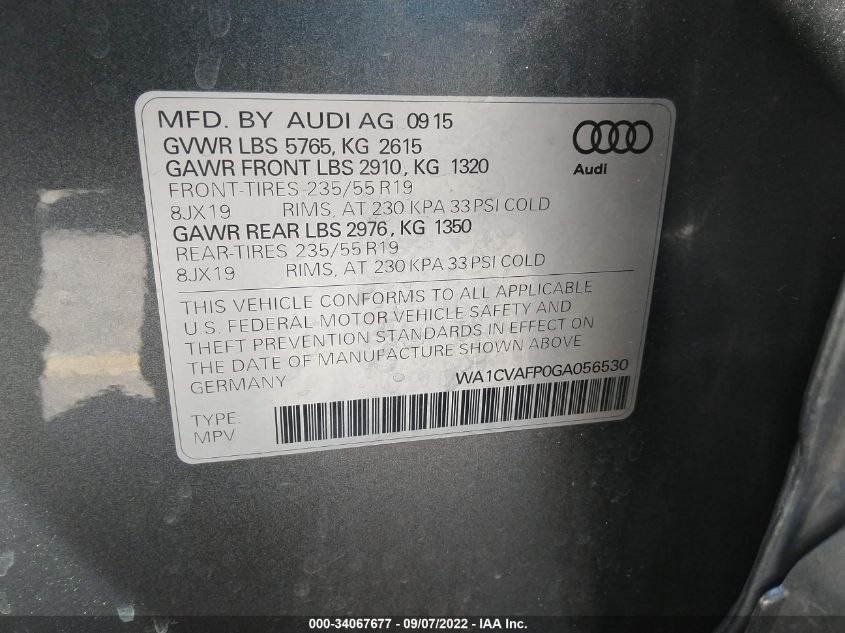 MFD. BY AUDI AG 09 15
GVWR LBS 5765, KG 2615
GAWR FRONT LBS 2910, KG 1320
FRONT-TIRES 235/55 R19
8JX19 RIMS, AT 230 KPA 33 PSI COLD
GAWR REAR LBS 2976, KG 1350
REAR-TIRES 235/55 R19
8JX19 RIMS, AT 230 KPA 33 PSI COLD
Audi
THIS VEHICLE CONFORMS TO ALL APPLICABLE
U.S. FEDERAL MOTOR VEHICLE SAFETY AND
THEFT PREVENTION STANDARDS IN EFFECT ON
THE DATE OF MANUFACTURE SHOWN ABOVE
GERMANY WA1CVAFP0GA056530
TYPE:
MPV
000-34067677 - 09/07/2022 - IAA Inc.